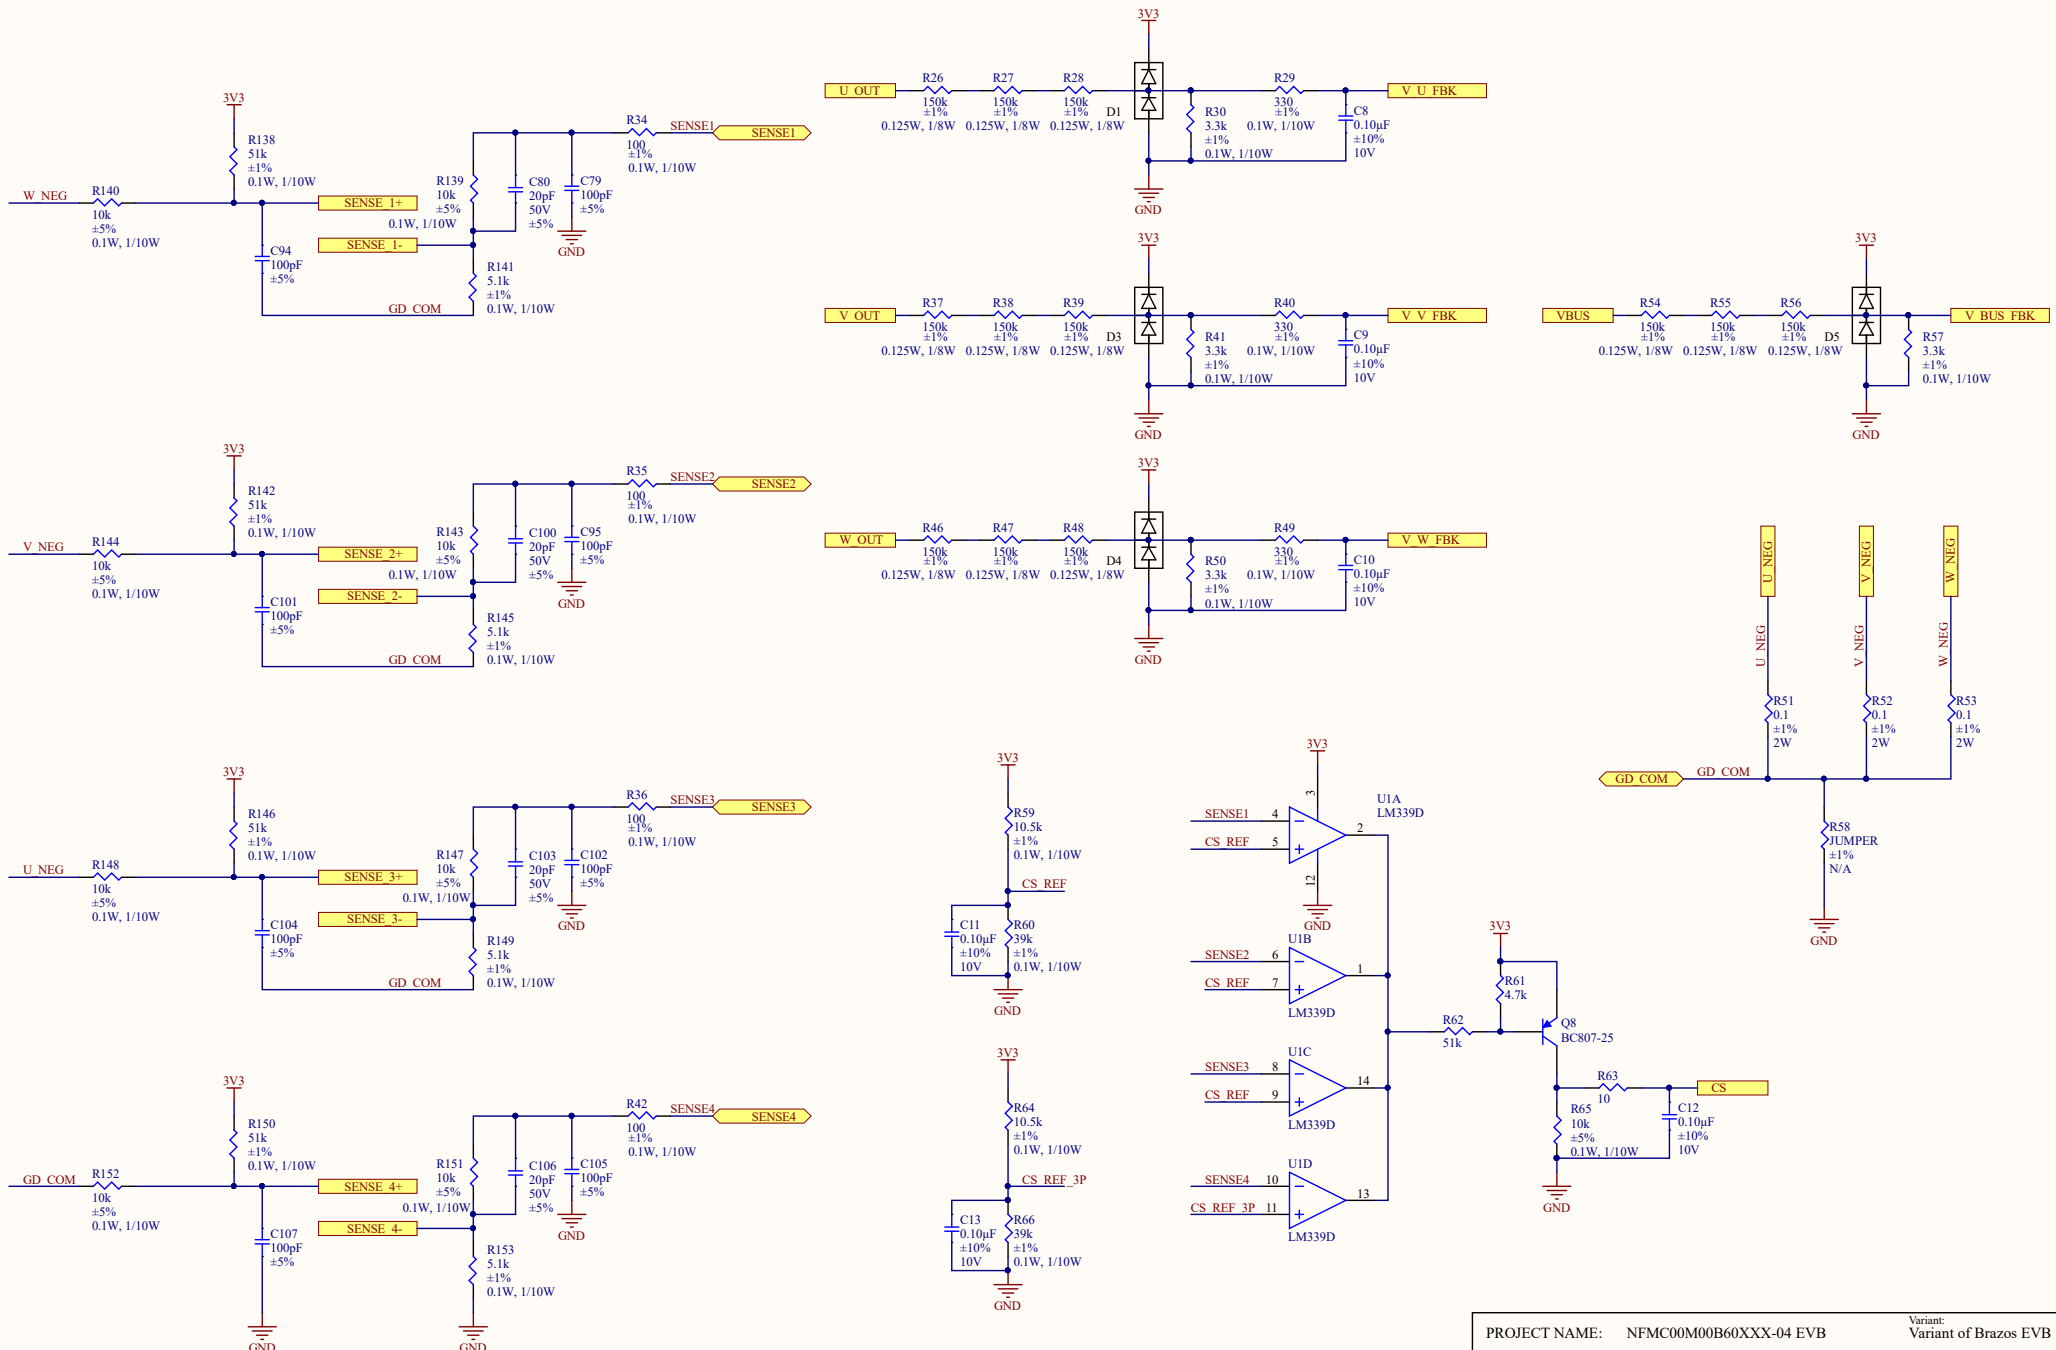 3V3
R138
51k
±1%
0.1W, 1/10W
W_NEG
R140
10k
±5%
0.1W, 1/10W
C94
100pF
±5%
SENSE_1+
SENSE_1-
GD_COM
R139
10k
±5%
0.1W, 1/10W
C80
20pF
50V
±5%
C79
100pF
±5%
GND
R141
5.1k
±1%
0.1W, 1/10W
R34
100
±1%
0.1W, 1/10W
SENSE1
SENSE1
3V3
R142
51k
±1%
0.1W, 1/10W
V_NEG
R144
10k
±5%
0.1W, 1/10W
C101
100pF
±5%
SENSE_2+
SENSE_2-
GD_COM
R143
10k
±5%
0.1W, 1/10W
C100
20pF
50V
±5%
C95
100pF
±5%
GND
R145
5.1k
±1%
0.1W, 1/10W
R35
100
±1%
0.1W, 1/10W
SENSE2
SENSE2
3V3
R146
51k
±1%
0.1W, 1/10W
U_NEG
R148
10k
±5%
0.1W, 1/10W
C104
100pF
±5%
SENSE_3+
SENSE_3-
GD_COM
R147
10k
±5%
0.1W, 1/10W
C103
20pF
50V
±5%
C102
100pF
±5%
GND
R149
5.1k
±1%
0.1W, 1/10W
R36
100
±1%
0.1W, 1/10W
SENSE3
SENSE3
3V3
R150
51k
±1%
0.1W, 1/10W
GD_COM
R152
10k
±5%
0.1W, 1/10W
C107
100pF
±5%
GND
SENSE_4+
SENSE_4-
R151
10k
±5%
0.1W, 1/10W
C106
20pF
50V
±5%
C105
100pF
±5%
GND
R153
5.1k
±1%
0.1W, 1/10W
GND
R42
100
±1%
0.1W, 1/10W
SENSE4
SENSE4
3V3
U_OUT
R26
150k
±1%
0.125W, 1/8W
R27
150k
±1%
0.125W, 1/8W
R28
150k
±1%
0.125W, 1/8W
D1
R30
3.3k
±1%
0.1W, 1/10W
R29
330
±1%
0.1W, 1/10W
C8
0.10µF
±10%
10V
V_U_FBK
GND
3V3
V_OUT
R37
150k
±1%
0.125W, 1/8W
R38
150k
±1%
0.125W, 1/8W
R39
150k
±1%
0.125W, 1/8W
D3
R41
3.3k
±1%
0.1W, 1/10W
R40
330
±1%
0.1W, 1/10W
C9
0.10µF
±10%
10V
V_V_FBK
GND
3V3
W_OUT
R46
150k
±1%
0.125W, 1/8W
R47
150k
±1%
0.125W, 1/8W
R48
150k
±1%
0.125W, 1/8W
D4
R50
3.3k
±1%
0.1W, 1/10W
R49
330
±1%
0.1W, 1/10W
C10
0.10µF
±10%
10V
V_W_FBK
GND
3V3
VBUS
R54
150k
±1%
0.125W, 1/8W
R55
150k
±1%
0.125W, 1/8W
R56
150k
±1%
0.125W, 1/8W
D5
R57
3.3k
±1%
0.1W, 1/10W
V_BUS_FBK
GND
U_NEG
V_NEG
W_NEG
U_NEG
V_NEG
W_NEG
R51
0.1
±1%
2W
R52
0.1
±1%
2W
R53
0.1
±1%
2W
GD_COM
GD_COM
R58
JUMPER
±1%
N/A
GND
3V3
R59
10.5k
±1%
0.1W, 1/10W
CS_REF
C11
0.10µF
±10%
10V
R60
39k
±1%
0.1W, 1/10W
GND
3V3
R64
10.5k
±1%
0.1W, 1/10W
CS_REF_3P
C13
0.10µF
±10%
10V
R66
39k
±1%
0.1W, 1/10W
GND
3V3
3
U1A
LM339D
SENSE1 4
CS_REF 5
2
12
GND
U1B
SENSE2 6
CS_REF 7
1
LM339D
U1C
SENSE3 8
CS_REF 9
14
LM339D
U1D
SENSE4 10
CS_REF_3P 11
13
LM339D
3V3
R61
4.7k
R62
51k
Q8
BC807-25
R63
10
CS
R65
10k
±5%
0.1W, 1/10W
C12
0.10µF
±10%
10V
GND
PROJECT NAME: NFMC00M00B60XXX-04 EVB
Variant:
Variant of Brazos EVB